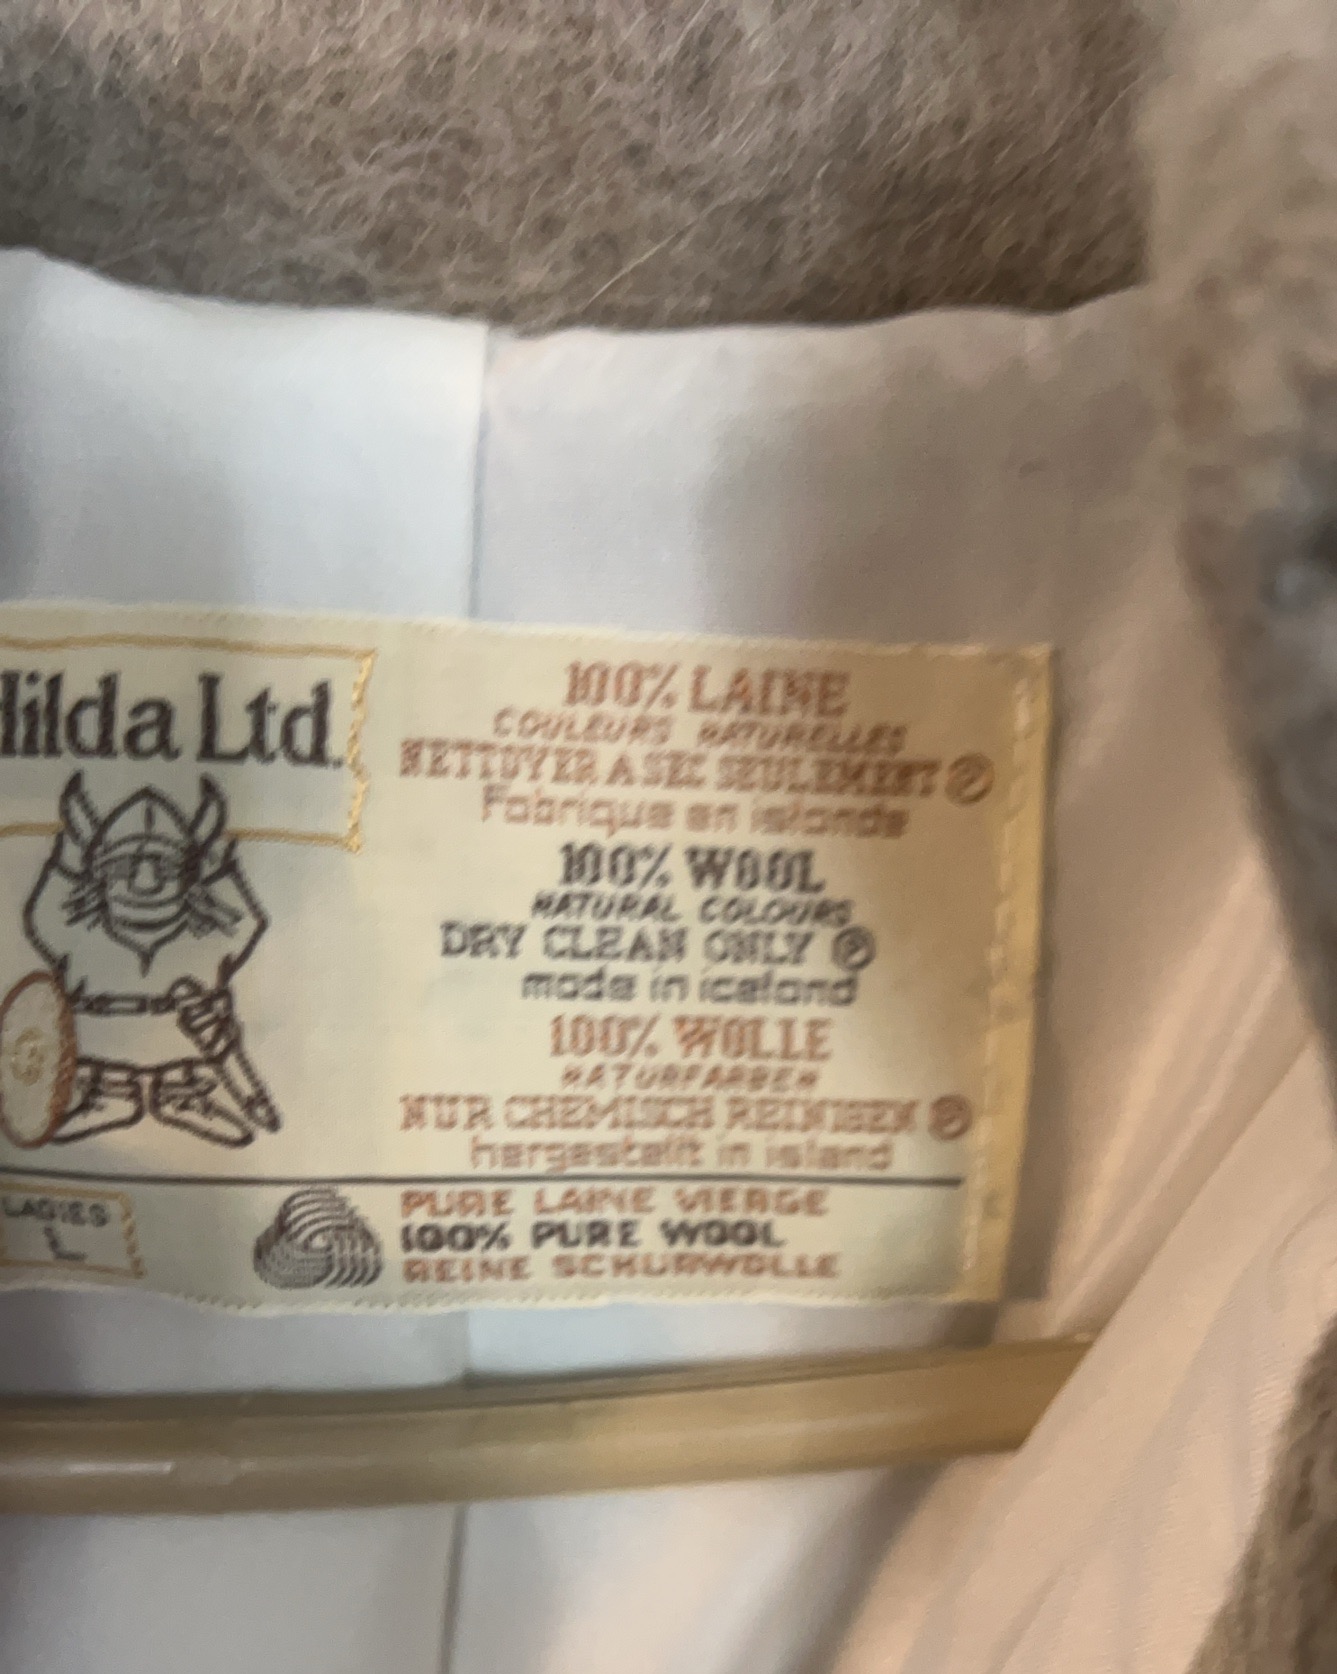 Hilda Ltd.
LADIES
L
100% LAINE
COULEURS NATURELLES
NETTOYER A SEC SEULEMENT Ⓟ
Fabrique en islande
100% WOOL
NATURAL COLOURS
DRY CLEAN ONLY Ⓟ
made in iceland
100% WOLLE
NATURFARBEN
NUR CHEMISCH REINIGEN Ⓟ
hergestellt in island
PURE LAINE VIERGE
100% PURE WOOL
REINE SCHURWOLLE